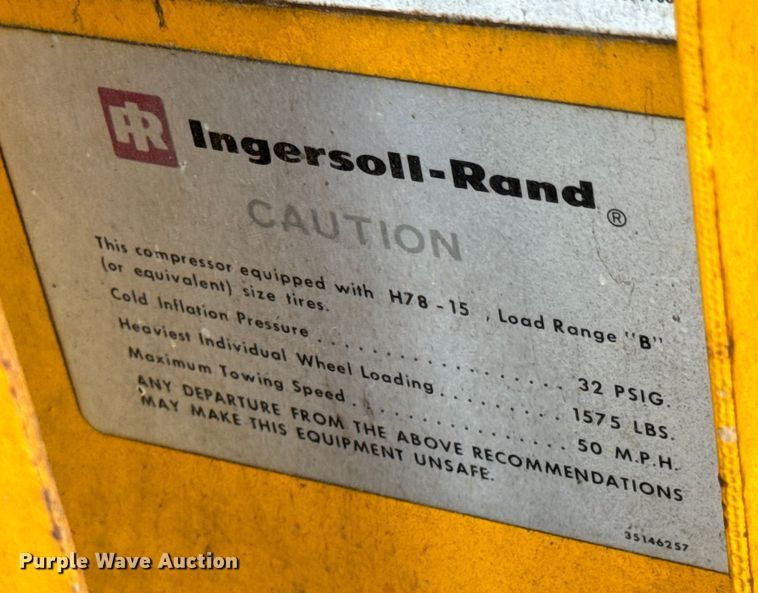 IR Ingersoll-Rand ®
CAUTION
This compressor equipped with H78-15 , Load Range "B"
(or equivalent) size tires.
Cold Inflation Pressure . . . . . . . . . . . . . . . . 32 PSIG.
Heaviest Individual Wheel Loading . . . . . . . . . . 1575 LBS.
Maximum Towing Speed . . . . . . . . . . . . . . . . 50 M.P.H.
ANY DEPARTURE FROM THE ABOVE RECOMMENDATIONS
MAY MAKE THIS EQUIPMENT UNSAFE.
35146257
Purple Wave Auction